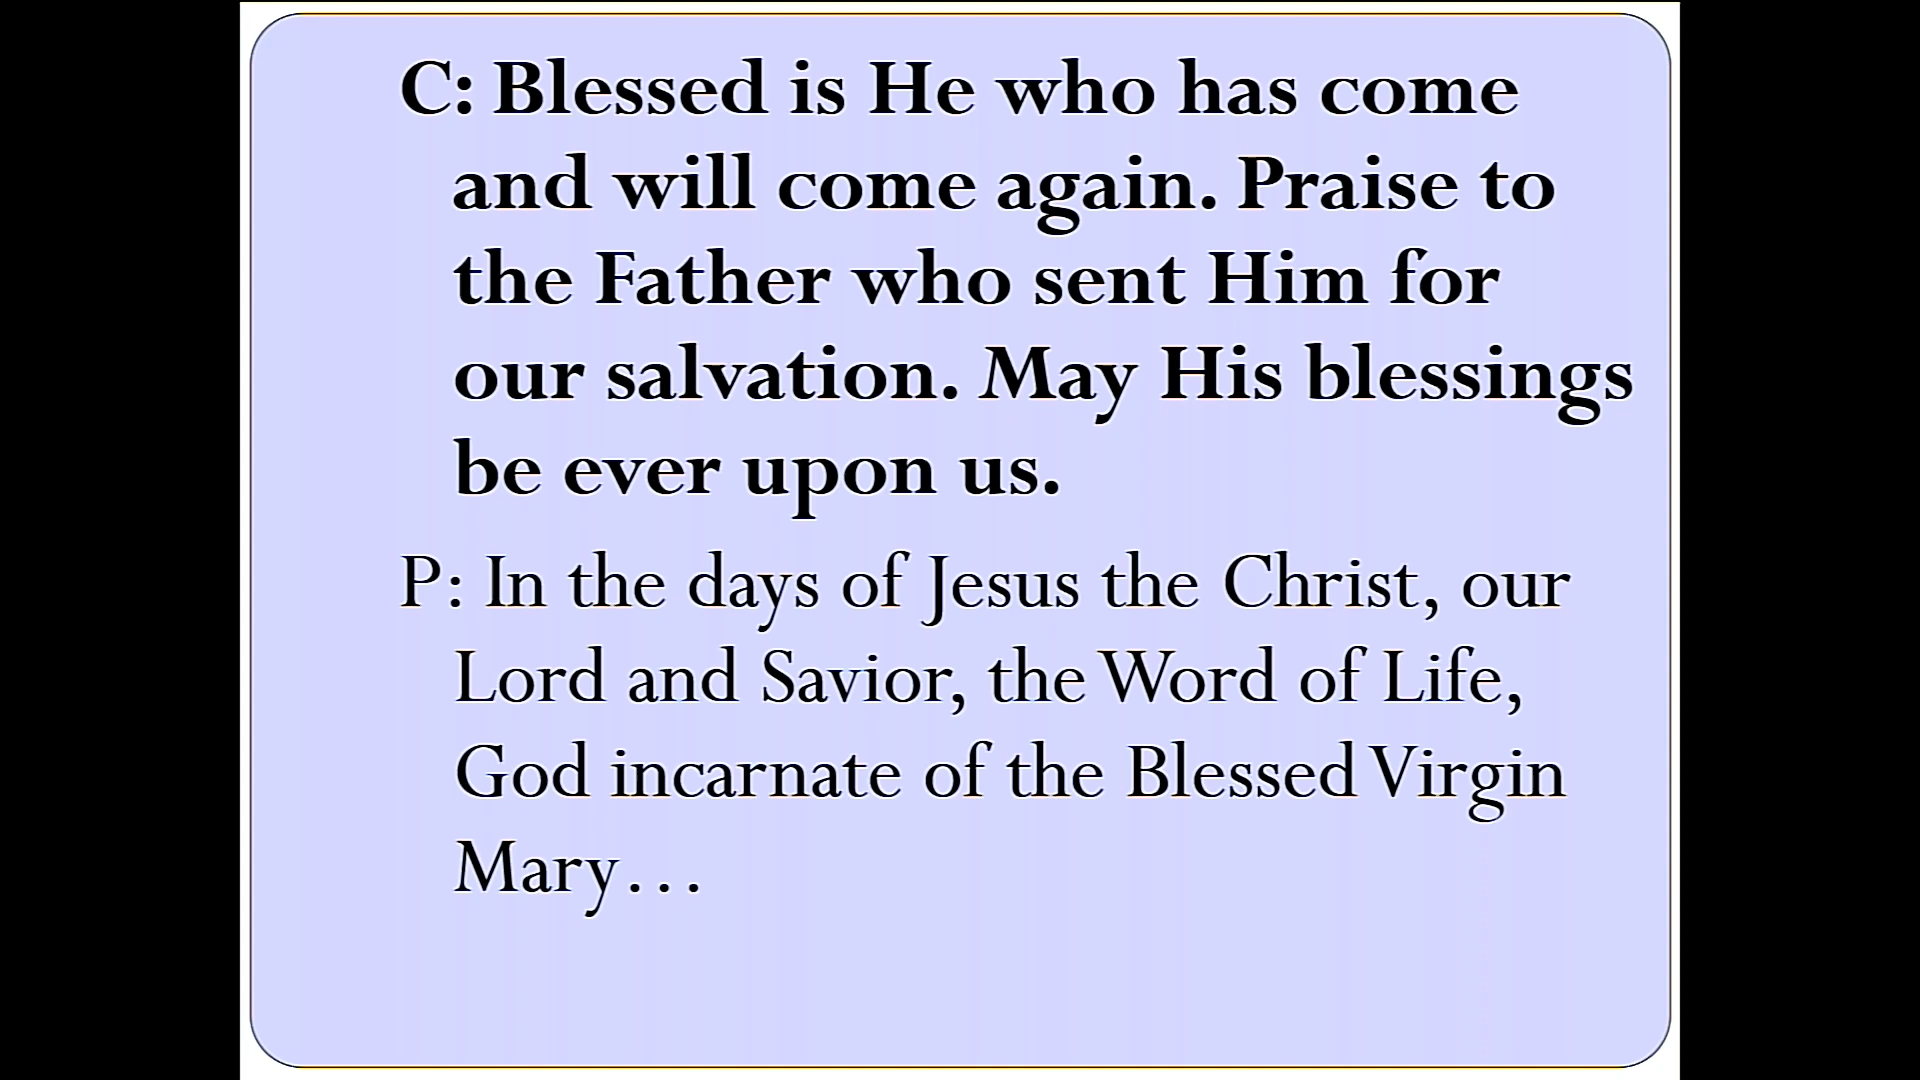 C: Blessed is He who has come
and will come again. Praise to
the Father who sent Him for
our salvation. May His blessings
be ever upon us.
P: In the days of Jesus the Christ, our
Lord and Savior, the Word of Life,
God incarnate of the Blessed Virgin
Mary…